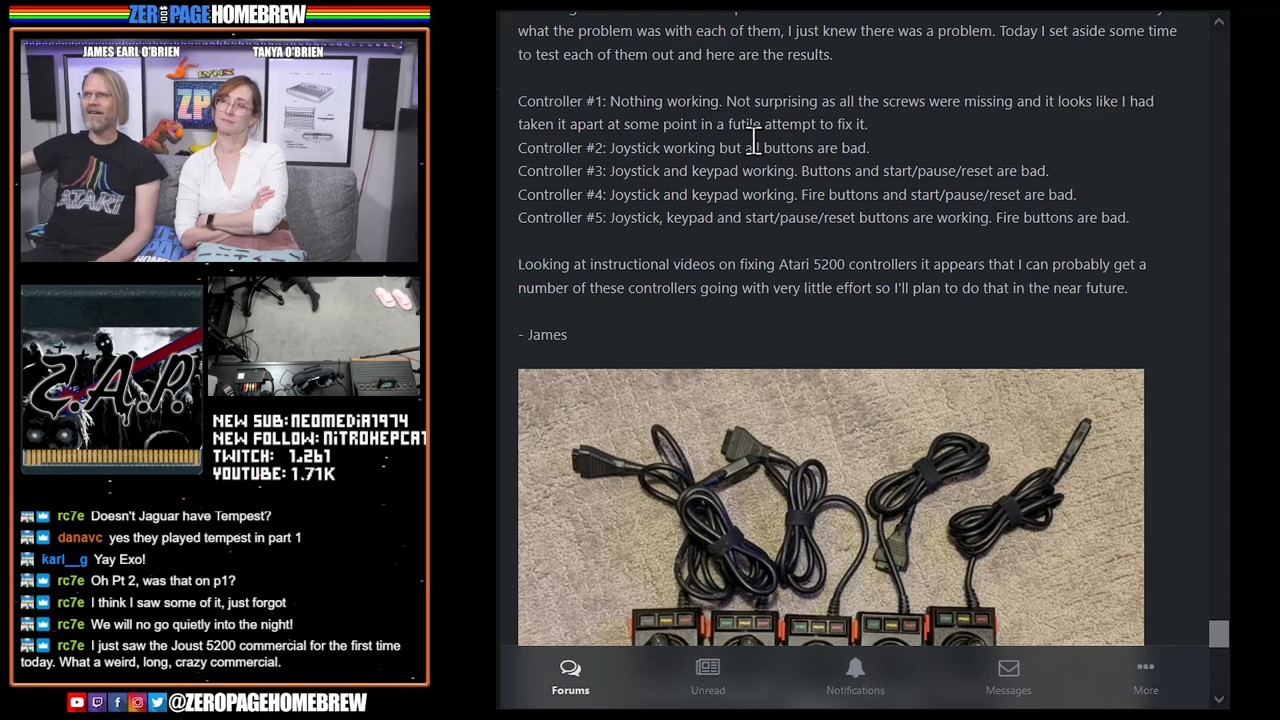 ZERO PAGE HOMEBREW
JAMES EARL O'BRIEN
TANYA O'BRIEN
LYNX
ZP
ATARI
Z.A.P.
NEW SUB: NEOMEDIA1974
NEW FOLLOW: NITROHEPCAT
TWITCH: 1.261
YOUTUBE: 1.71K
rc7e Doesn't Jaguar have Tempest?
danavc yes they played tempest in part 1
karl__g Yay Exo!
rc7e Oh Pt 2, was that on p1?
rc7e I think I saw some of it, just forgot
rc7e We will no go quietly into the night!
rc7e I just saw the Joust 5200 commercial for the first time
today. What a weird, long, crazy commercial.
@ZEROPAGEHOMEBREW
what the problem was with each of them, I just knew there was a problem. Today I set aside some time
to test each of them out and here are the results.
Controller #1: Nothing working. Not surprising as all the screws were missing and it looks like I had
taken it apart at some point in a futile attempt to fix it.
Controller #2: Joystick working but all buttons are bad.
Controller #3: Joystick and keypad working. Buttons and start/pause/reset are bad.
Controller #4: Joystick and keypad working. Fire buttons and start/pause/reset are bad.
Controller #5: Joystick, keypad and start/pause/reset buttons are working. Fire buttons are bad.
Looking at instructional videos on fixing Atari 5200 controllers it appears that I can probably get a
number of these controllers going with very little effort so I'll plan to do that in the near future.
- James
Forums
Unread
Notifications
Messages
More